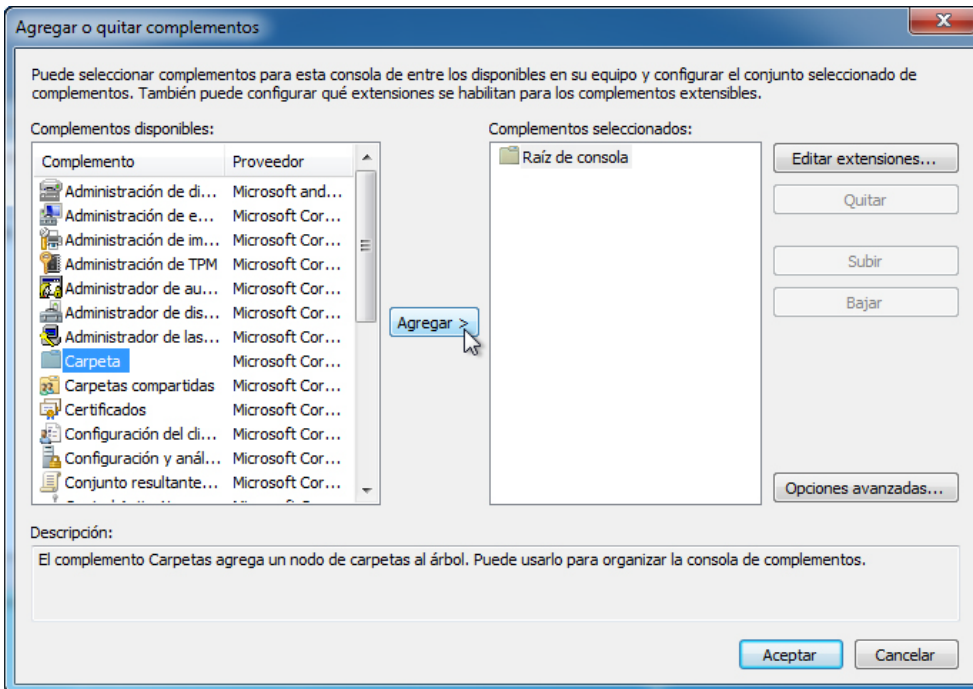 Agregar o quitar complementos
Puede seleccionar complementos para esta consola de entre los disponibles en su equipo y configurar el conjunto seleccionado de
complementos. También puede configurar qué extensiones se habilitan para los complementos extensibles.
Complementos disponibles:
Complemento Proveedor
Administración de di... Microsoft and...
Administración de e... Microsoft Cor...
Administración de im... Microsoft Cor...
Administración de TPM Microsoft Cor...
Administrador de au... Microsoft Cor...
Administrador de dis... Microsoft Cor...
Administrador de las... Microsoft Cor...
Carpeta Microsoft Cor...
Carpetas compartidas Microsoft Cor...
Certificados Microsoft Cor...
Configuración del cli... Microsoft Cor...
Configuración y anál... Microsoft Cor...
Conjunto resultante... Microsoft Cor...
Agregar >
Complementos seleccionados:
Raíz de consola
Editar extensiones...
Quitar
Subir
Bajar
Opciones avanzadas...
Descripción:
El complemento Carpetas agrega un nodo de carpetas al árbol. Puede usarlo para organizar la consola de complementos.
Aceptar
Cancelar